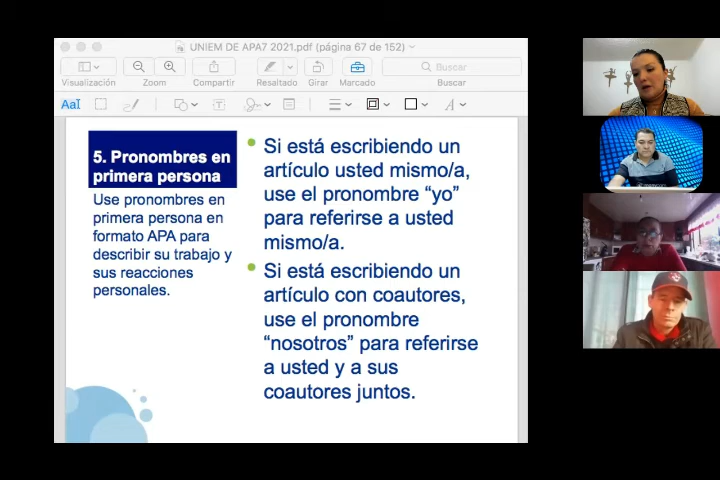 UNIEM DE APA7 2021.pdf (página 67 de 152)
Visualización
Zoom
Compartir
Resaltado
Girar
Marcado
Buscar
Buscar
AaI
T
A
5. Pronombres en
primera persona
Use pronombres en
primera persona en
formato APA para
describir su trabajo y
sus reacciones
personales.
• Si está escribiendo un
artículo usted mismo/a,
use el pronombre “yo”
para referirse a usted
mismo/a.
• Si está escribiendo un
artículo con coautores,
use el pronombre
“nosotros” para referirse
a usted y a sus
coautores juntos.